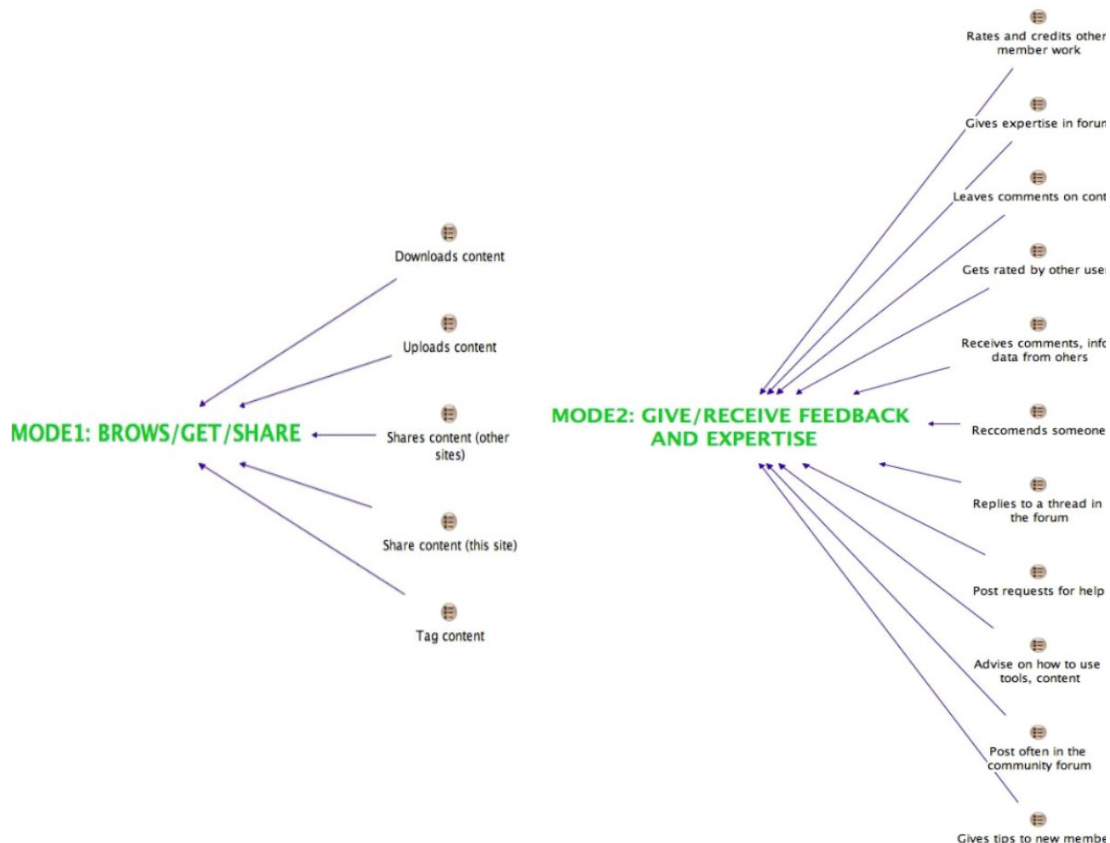 Downloads content
Uploads content
MODE1: BROWS/GET/SHARE
Shares content (other
sites)
Share content (this site)
Tag content
Rates and credits other
member work
Gives expertise in forum
Leaves comments on cont
Gets rated by other user
Receives comments, info
data from ohers
MODE2: GIVE/RECEIVE FEEDBACK
AND EXPERTISE
Reccomends someone
Replies to a thread in
the forum
Post requests for help
Advise on how to use
tools, content
Post often in the
community forum
Gives tips to new membe